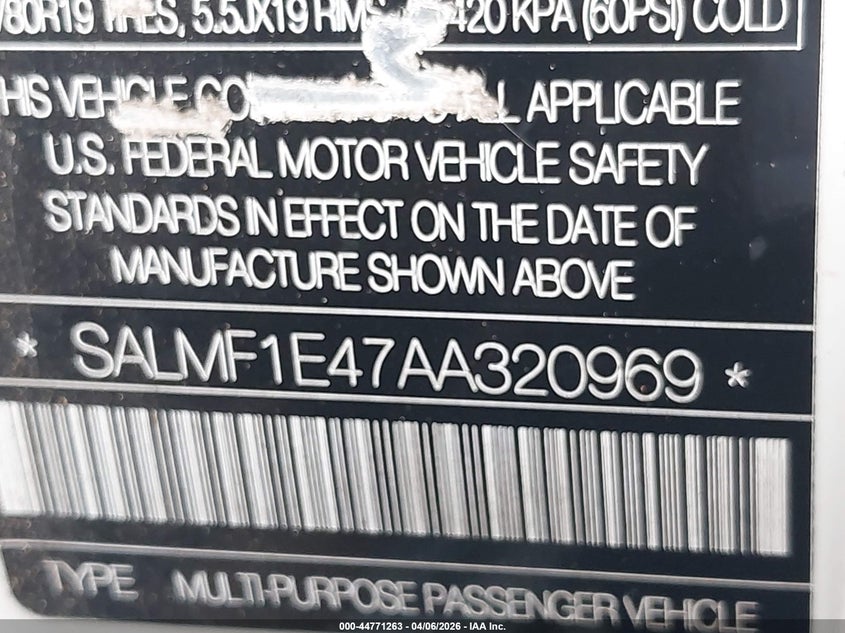 /80R19 TIRES, 5.5JX19 RIMS, 420 KPA (60PSI) COLD
THIS VEHICLE ALL APPLICABLE
U.S. FEDERAL MOTOR VEHICLE SAFETY
STANDARDS IN EFFECT ON THE DATE OF
MANUFACTURE SHOWN ABOVE
* SALMF1E47AA320969 *
TYPE MULTI-PURPOSE PASSENGER VEHICLE
000-44771263 - 04/06/2026 - IAA Inc.